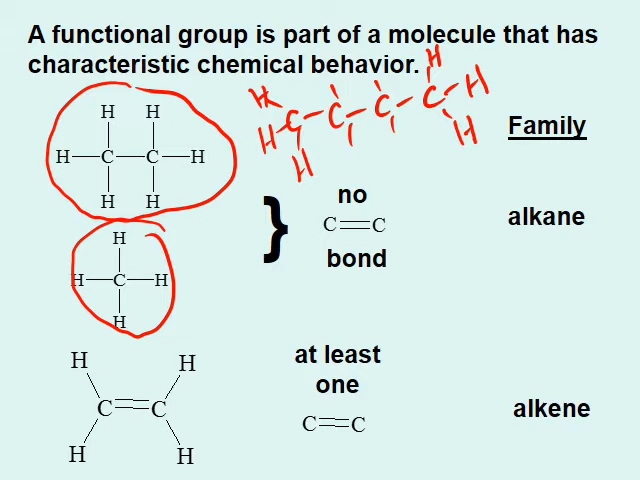 A functional group is part of a molecule that has
characteristic chemical behavior.
H
H C C C C H
H H H
Family
H H
H C C H
H H
no
C C
bond
alkane
H
H C H
H
at least
one
C C
alkene
H H
C C
H H